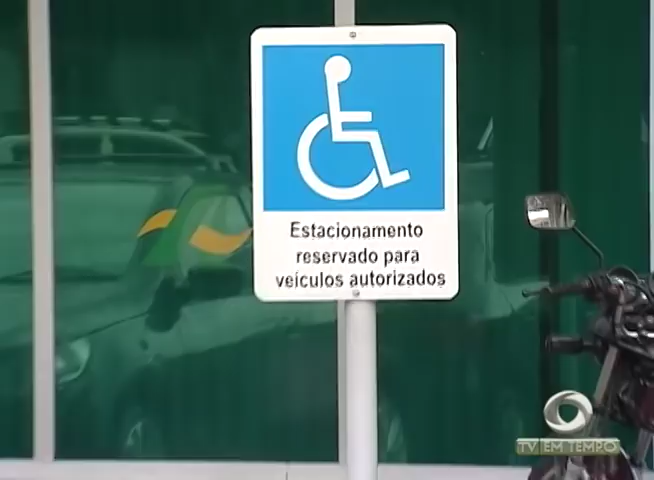 Estacionamento
reservado para
veículos autorizados
TV EM TEMPO